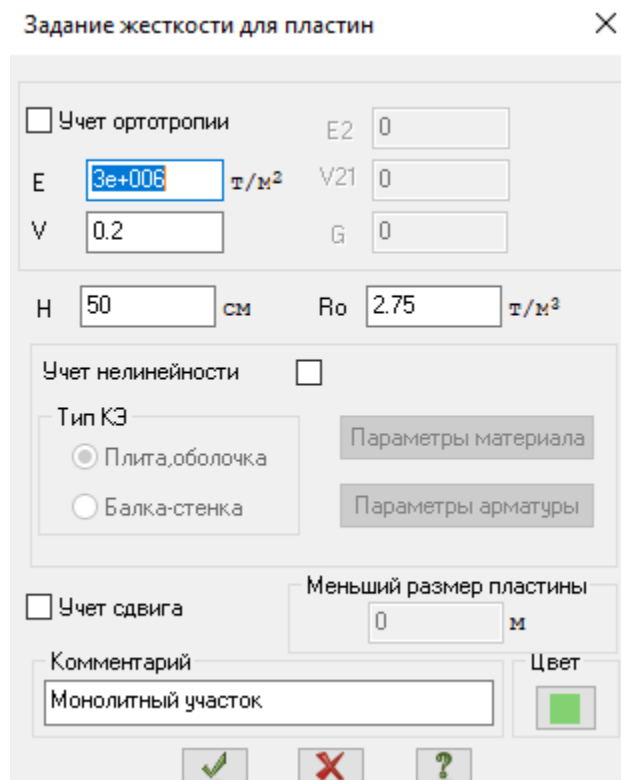 Задание жесткости для пластин
Учет ортотропии
E2 0
E 3e+006 т/м²
V21 0
V 0.2
G 0
H 50 см
Ro 2.75 т/м³
Учет нелинейности
Тип КЭ
Плита,оболочка
Балка-стенка
Параметры материала
Параметры арматуры
Учет сдвига
Меньший размер пластины
0 м
Комментарий
Монолитный участок
Цвет
?